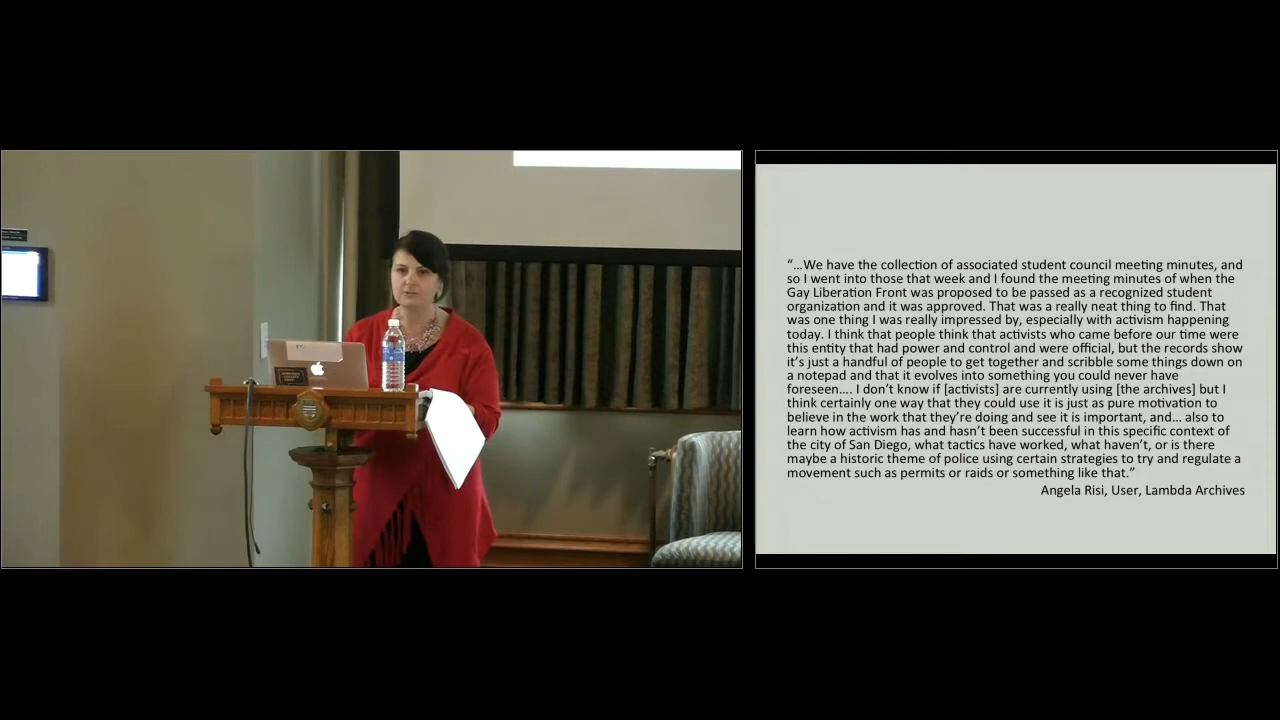 “…We have the collection of associated student council meeting minutes, and
so I went into those that week and I found the meeting minutes of when the
Gay Liberation Front was proposed to be passed as a recognized student
organization and it was approved. That was a really neat thing to find. That
was one thing I was really impressed by, especially with activism happening
today. I think that people think that activists who came before our time were
this entity that had power and control and were official, but the records show
it’s just a handful of people to get together and scribble some things down on
a notepad and that it evolves into something you could never have
foreseen…. I don’t know if [activists] are currently using [the archives] but I
think certainly one way that they could use it is just as pure motivation to
believe in the work that they’re doing and see it is important, and… also to
learn how activism has and hasn’t been successful in this specific context of
the city of San Diego, what tactics have worked, what haven’t, or is there
maybe a historic theme of police using certain strategies to try and regulate a
movement such as permits or raids or something like that.”
Angela Risi, User, Lambda Archives